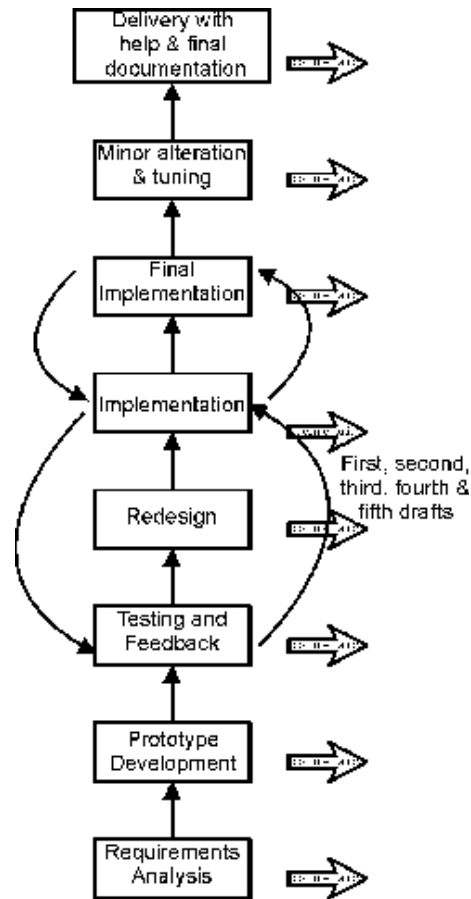 Delivery with
help & final
documentation
Minor alteration
& tuning
Final
Implementation
Implementation
First, second,
third. fourth &
fifth drafts
Redesign
Testing and
Feedback
Prototype
Development
Requirements
Analysis